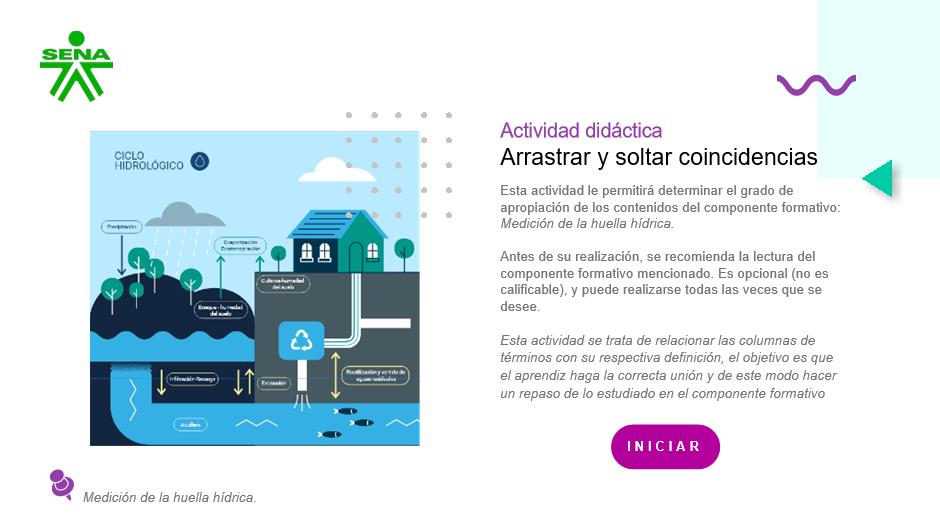 SENA
CICLO
HIDROLÓGICO
Precipitación
Evaporización
Evotranspiración
Cultivos-humedad
del suelo
Bosque - humedad
del suelo
Infiltración-Recarga
Extracción
Reutilización y vertido de
aguas residuales
Acuífero
Actividad didáctica
Arrastrar y soltar coincidencias
Esta actividad le permitirá determinar el grado de
apropiación de los contenidos del componente formativo:
Medición de la huella hídrica.
Antes de su realización, se recomienda la lectura del
componente formativo mencionado. Es opcional (no es
calificable), y puede realizarse todas las veces que se
desee.
Esta actividad se trata de relacionar las columnas de
términos con su respectiva definición, el objetivo es que
el aprendiz haga la correcta unión y de este modo hacer
un repaso de lo estudiado en el componente formativo
INICIAR
Medición de la huella hídrica.